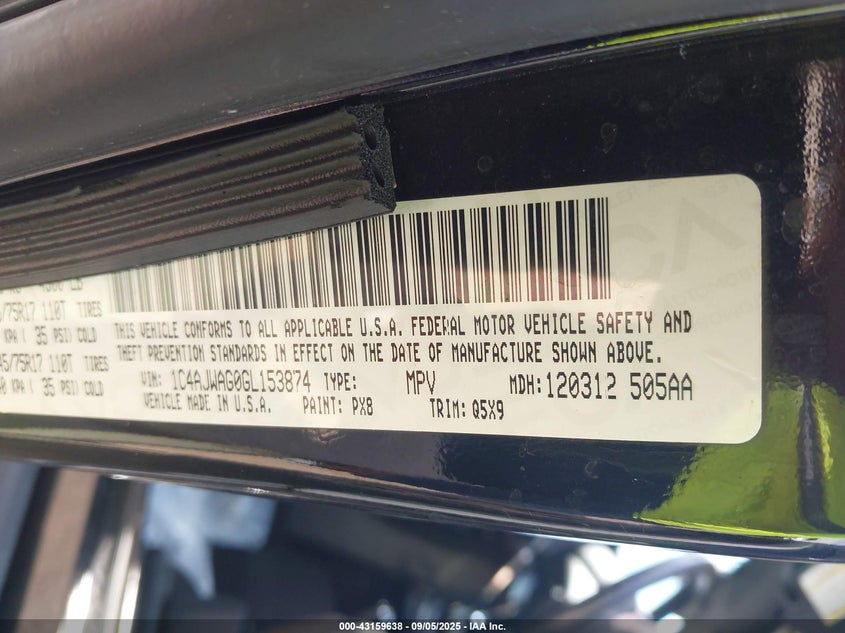 /75R17 110T TIRES
KPA ( 35 PSI) COLD
45/75R17 110T TIRES
KPA ( 35 PSI) COLD
THIS VEHICLE CONFORMS TO ALL APPLICABLE U.S.A. FEDERAL MOTOR VEHICLE SAFETY AND
THEFT PREVENTION STANDARDS IN EFFECT ON THE DATE OF MANUFACTURE SHOWN ABOVE.
VIN: 1C4AJWAG0GL153874 TYPE: MPV MDH: 120312 505AA
VEHICLE MADE IN U.S.A. PAINT: PX8 TRIM: Q5X9
000-43159638 - 09/05/2025 - IAA Inc.